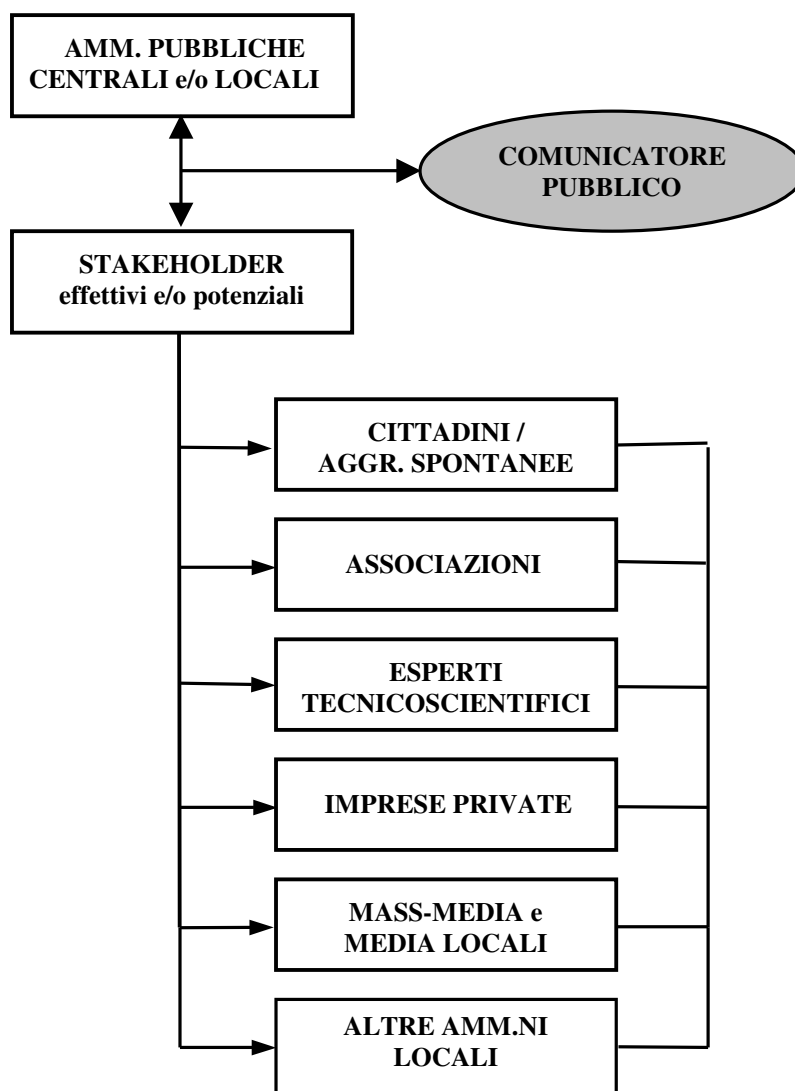 AMM. PUBBLICHE
CENTRALI e/o LOCALI
COMUNICATORE
PUBBLICO
STAKEHOLDER
effettivi e/o potenziali
CITTADINI /
AGGR. SPONTANEE
ASSOCIAZIONI
ESPERTI
TECNICOSCIENTIFICI
IMPRESE PRIVATE
MASS-MEDIA e
MEDIA LOCALI
ALTRE AMM.NI
LOCALI